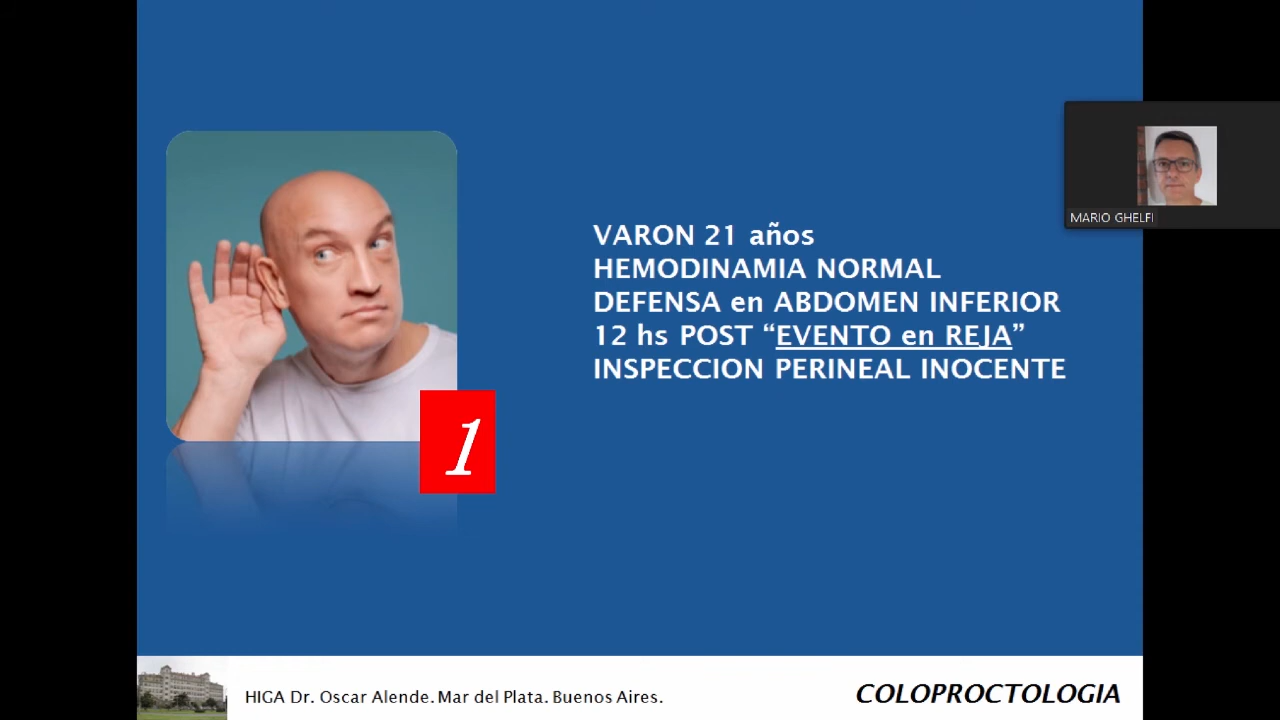 VARON 21 años
HEMODINAMIA NORMAL
DEFENSA en ABDOMEN INFERIOR
12 hs POST “EVENTO en REJA”
INSPECCION PERINEAL INOCENTE
MARIO GHELFI
1
HIGA Dr. Oscar Alende. Mar del Plata. Buenos Aires.
COLOPROCTOLOGIA